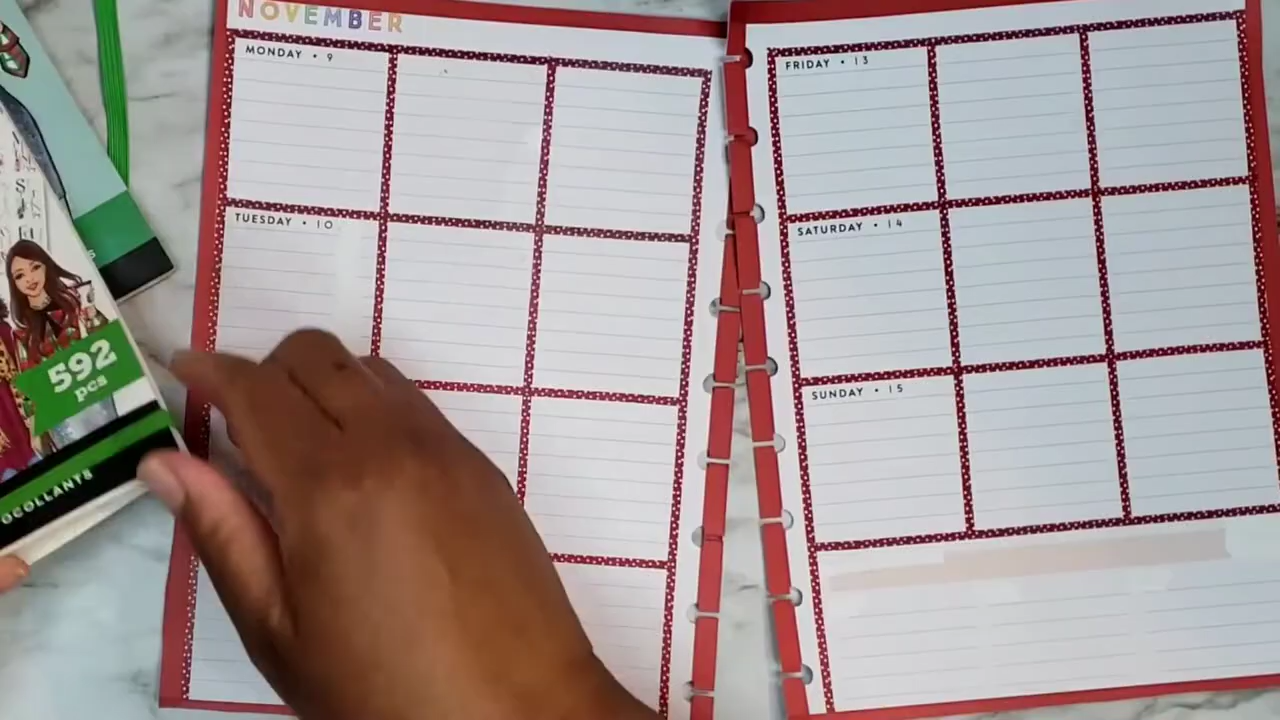 NOVEMBER
MONDAY • 9
TUESDAY • 10
FRIDAY • 13
SATURDAY • 14
SUNDAY • 15
592
pcs
OCOLLANTS